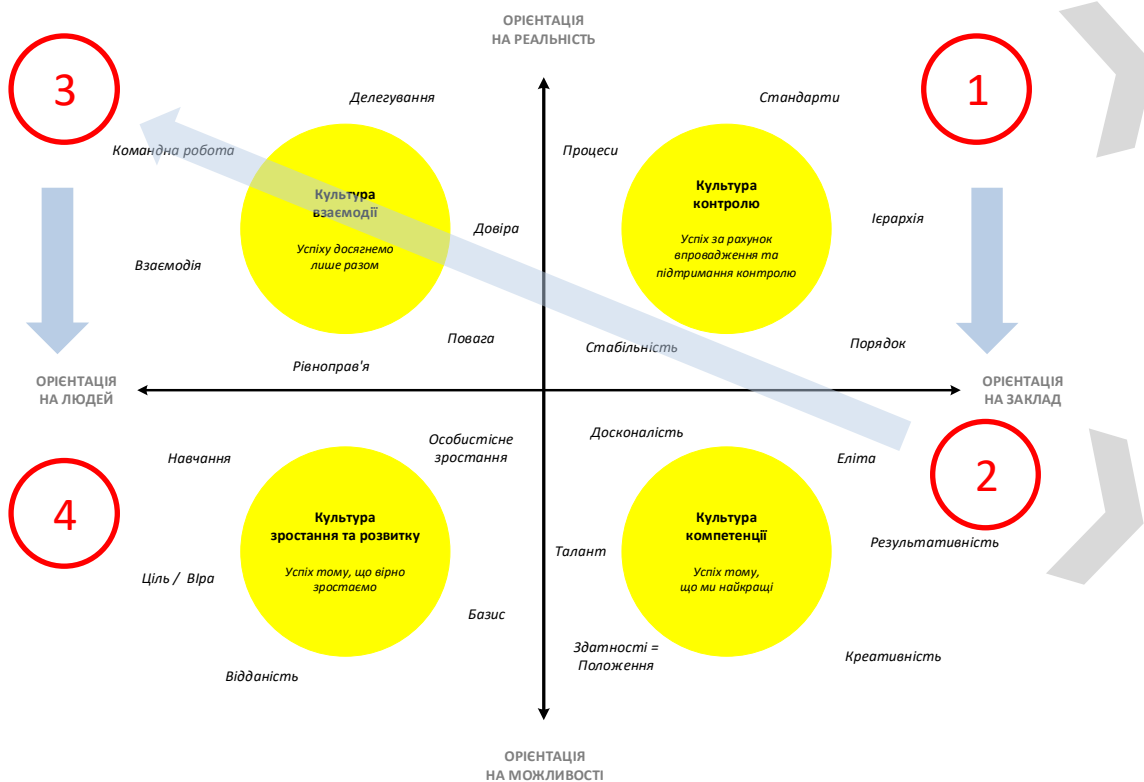 ОРІЄНТАЦІЯ
НА РЕАЛЬНІСТЬ
3
1
Делегування
Стандарти
Командна робота
Процеси
Культура
взаємодії
Успіху досягнемо
лише разом
Довіра
Культура
контролю
Успіх за рахунок
впровадження та
підтримання контролю
Ієрархія
Взаємодія
Повага
Рівноправ'я
Стабільність
Порядок
ОРІЄНТАЦІЯ
НА ЛЮДЕЙ
ОРІЄНТАЦІЯ
НА ЗАКЛАД
4
2
Навчання
Особистісне
зростання
Досконалість
Еліта
Культура
зростання та розвитку
Успіх тому, що вірно
зростаємо
Талант
Культура
компетенції
Успіх тому,
що ми найкращі
Результативність
Ціль / ВІра
Базис
Відданість
Здатності =
Положення
Креативність
ОРІЄНТАЦІЯ
НА МОЖЛИВОСТІ